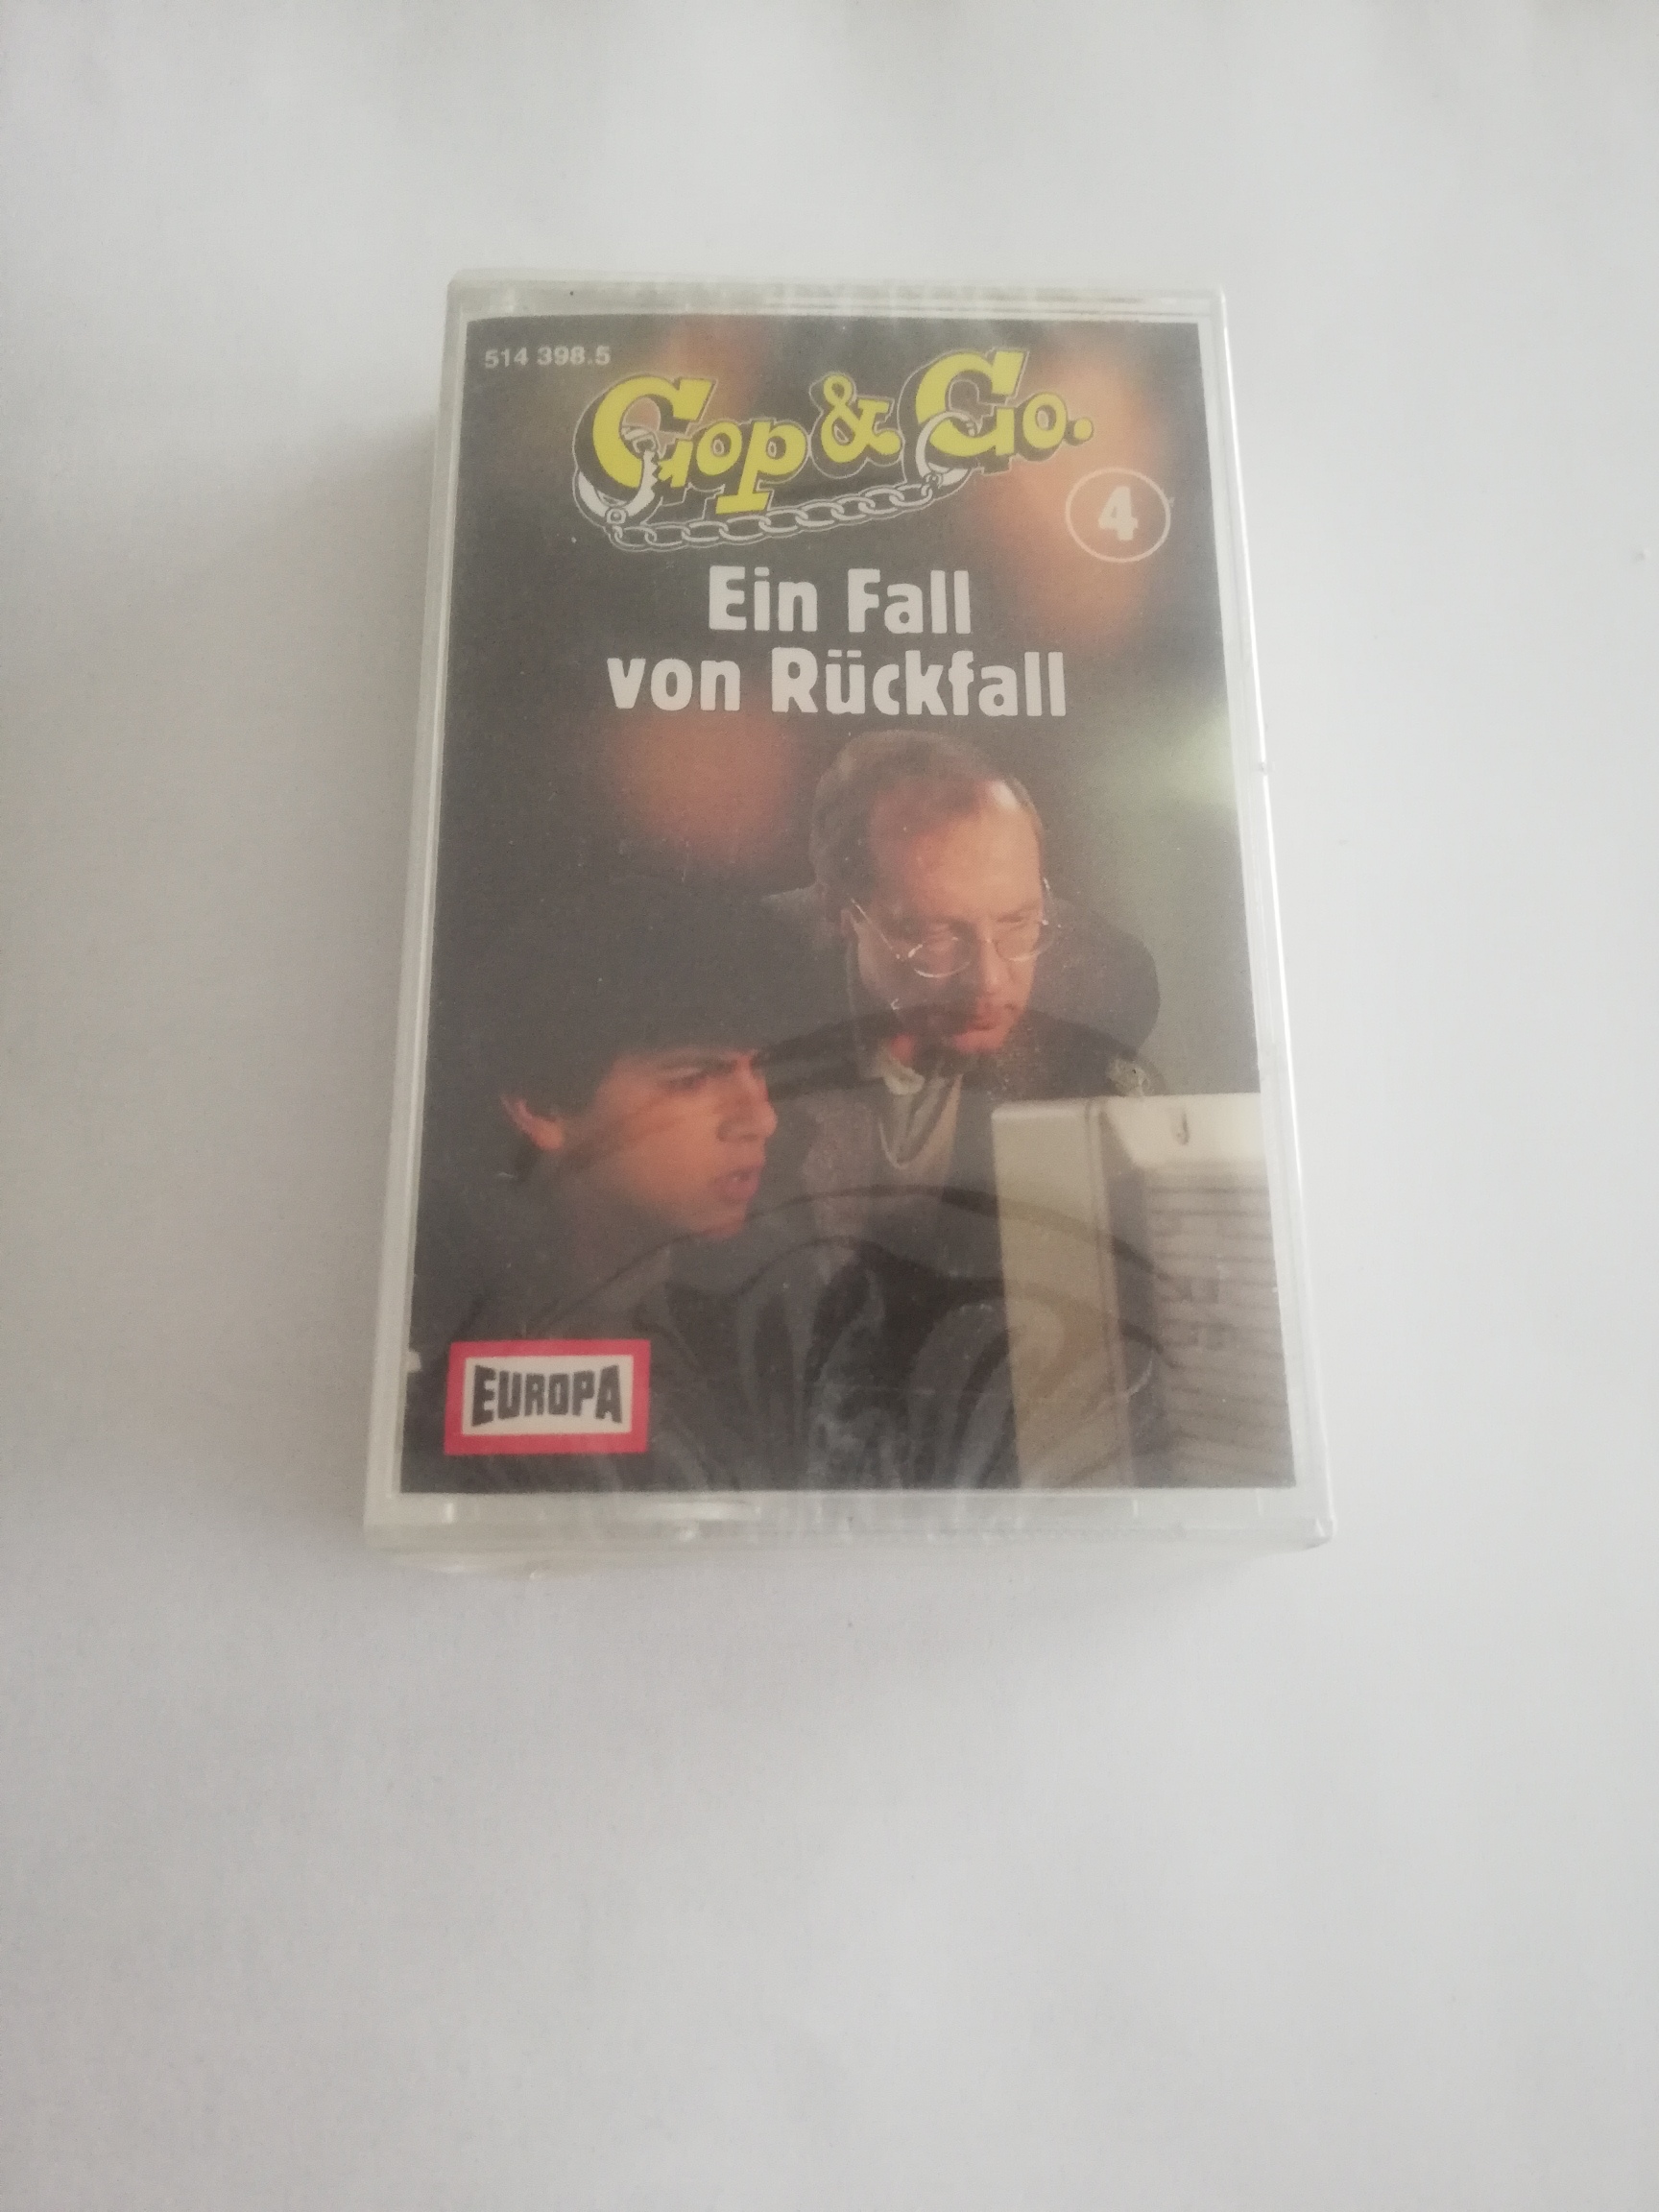 514 398.5
Cop & Co.
4
Ein Fall
von Rückfall
EUROPA